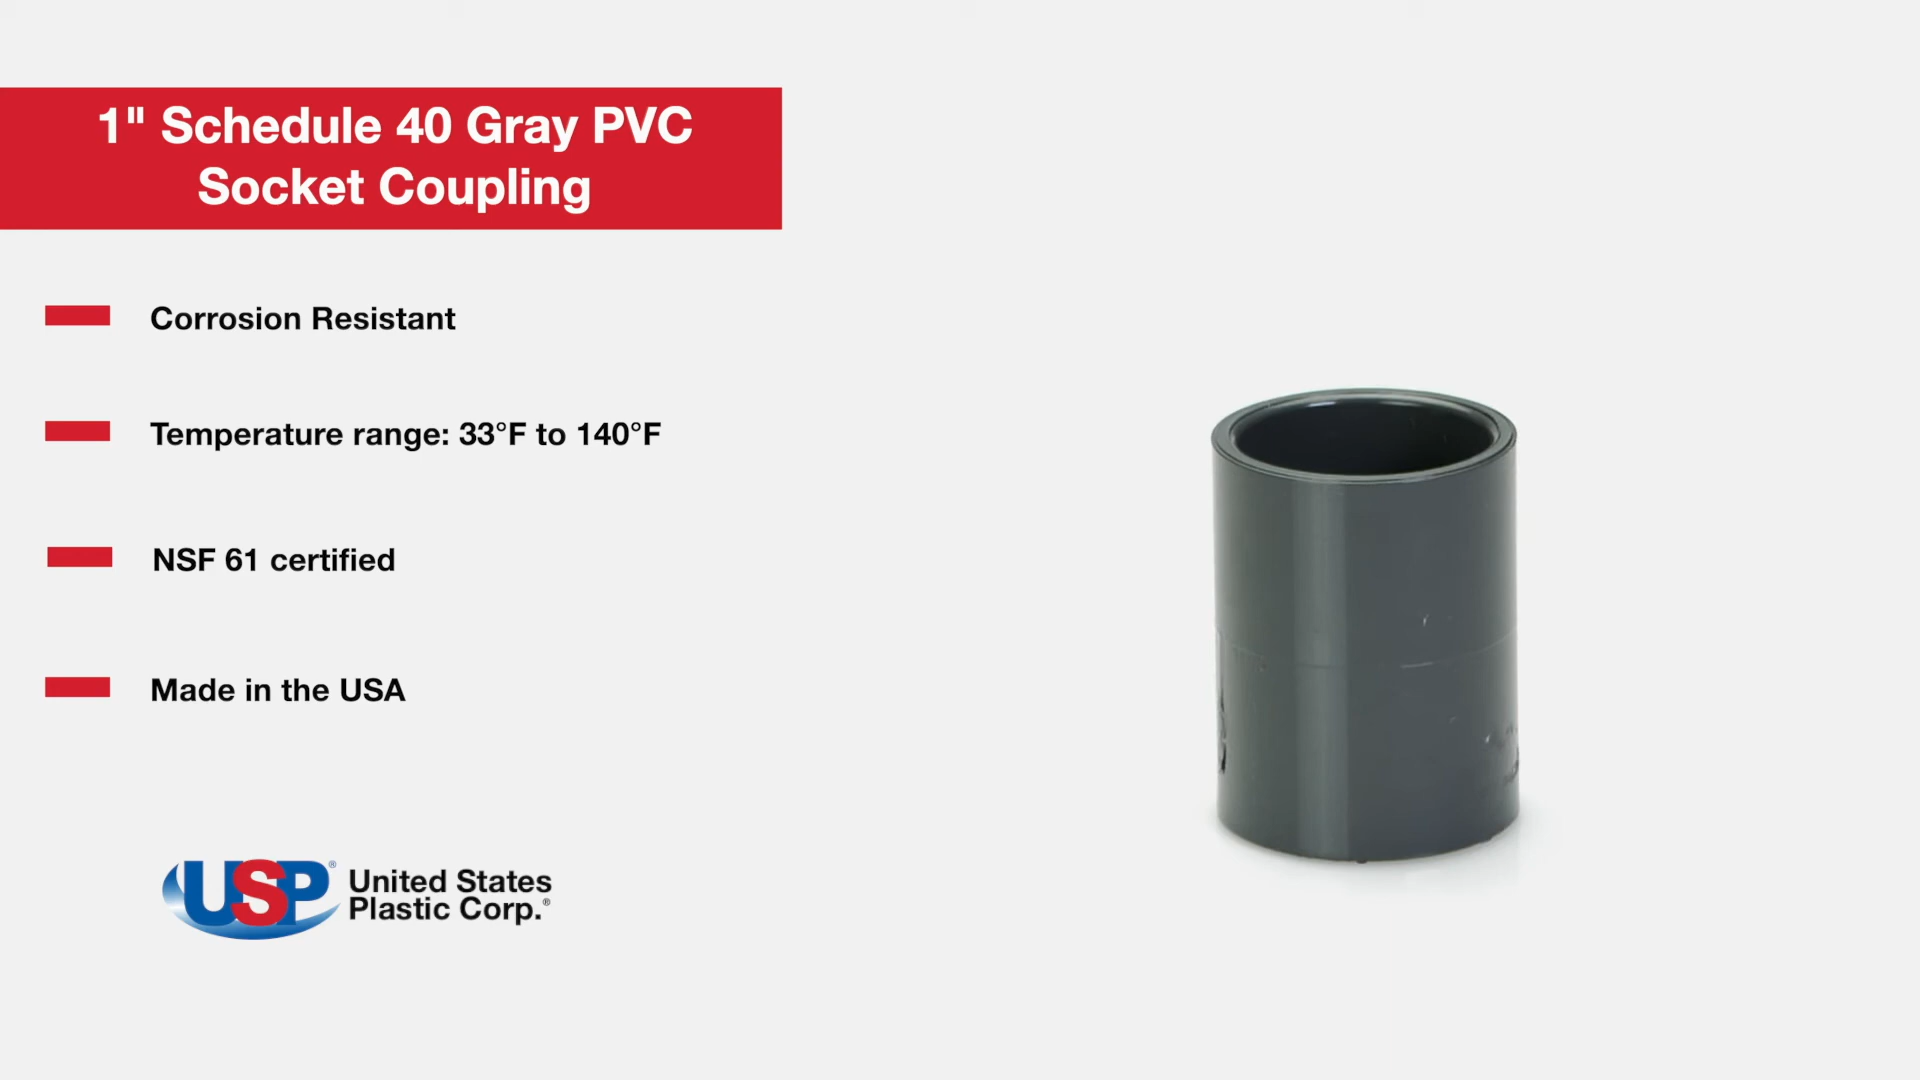 1" Schedule 40 Gray PVC
Socket Coupling
Corrosion Resistant
Temperature range: 33°F to 140°F
NSF 61 certified
Made in the USA
USP®
United States
Plastic Corp.®